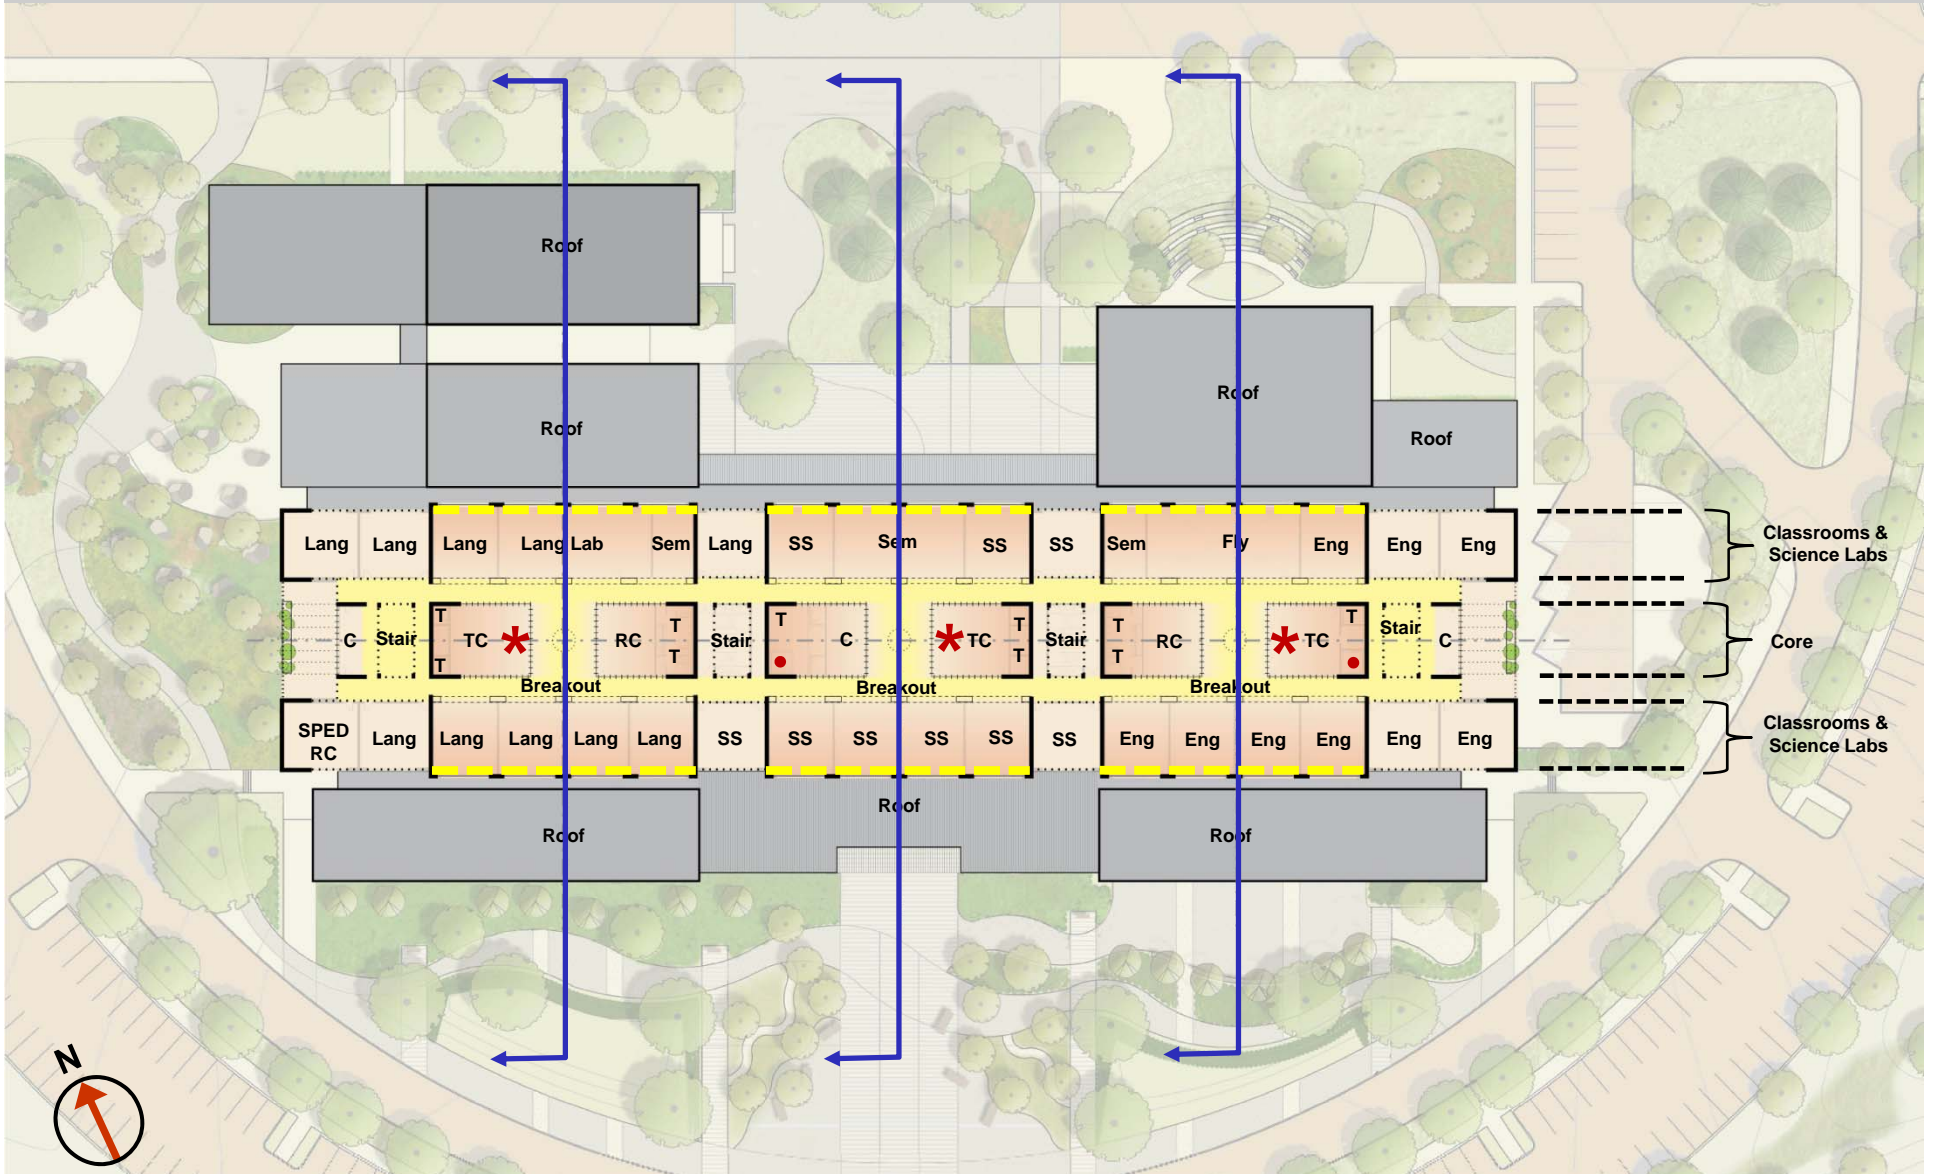 Roof
Roof
Roof
Roof
Lang Lang Lang Lang Lab Sem Lang SS Sem SS SS Sem Fly Eng Eng Eng
Classrooms &
Science Labs
T T T T T T
C Stair TC * RC Stair C * TC Stair RC * TC Stair C
T T T T
Core
Breakout Breakout Breakout
SPED
RC
Lang Lang Lang Lang Lang SS SS SS SS SS SS Eng Eng Eng Eng Eng Eng
Classrooms &
Science Labs
Roof
Roof
Roof
N